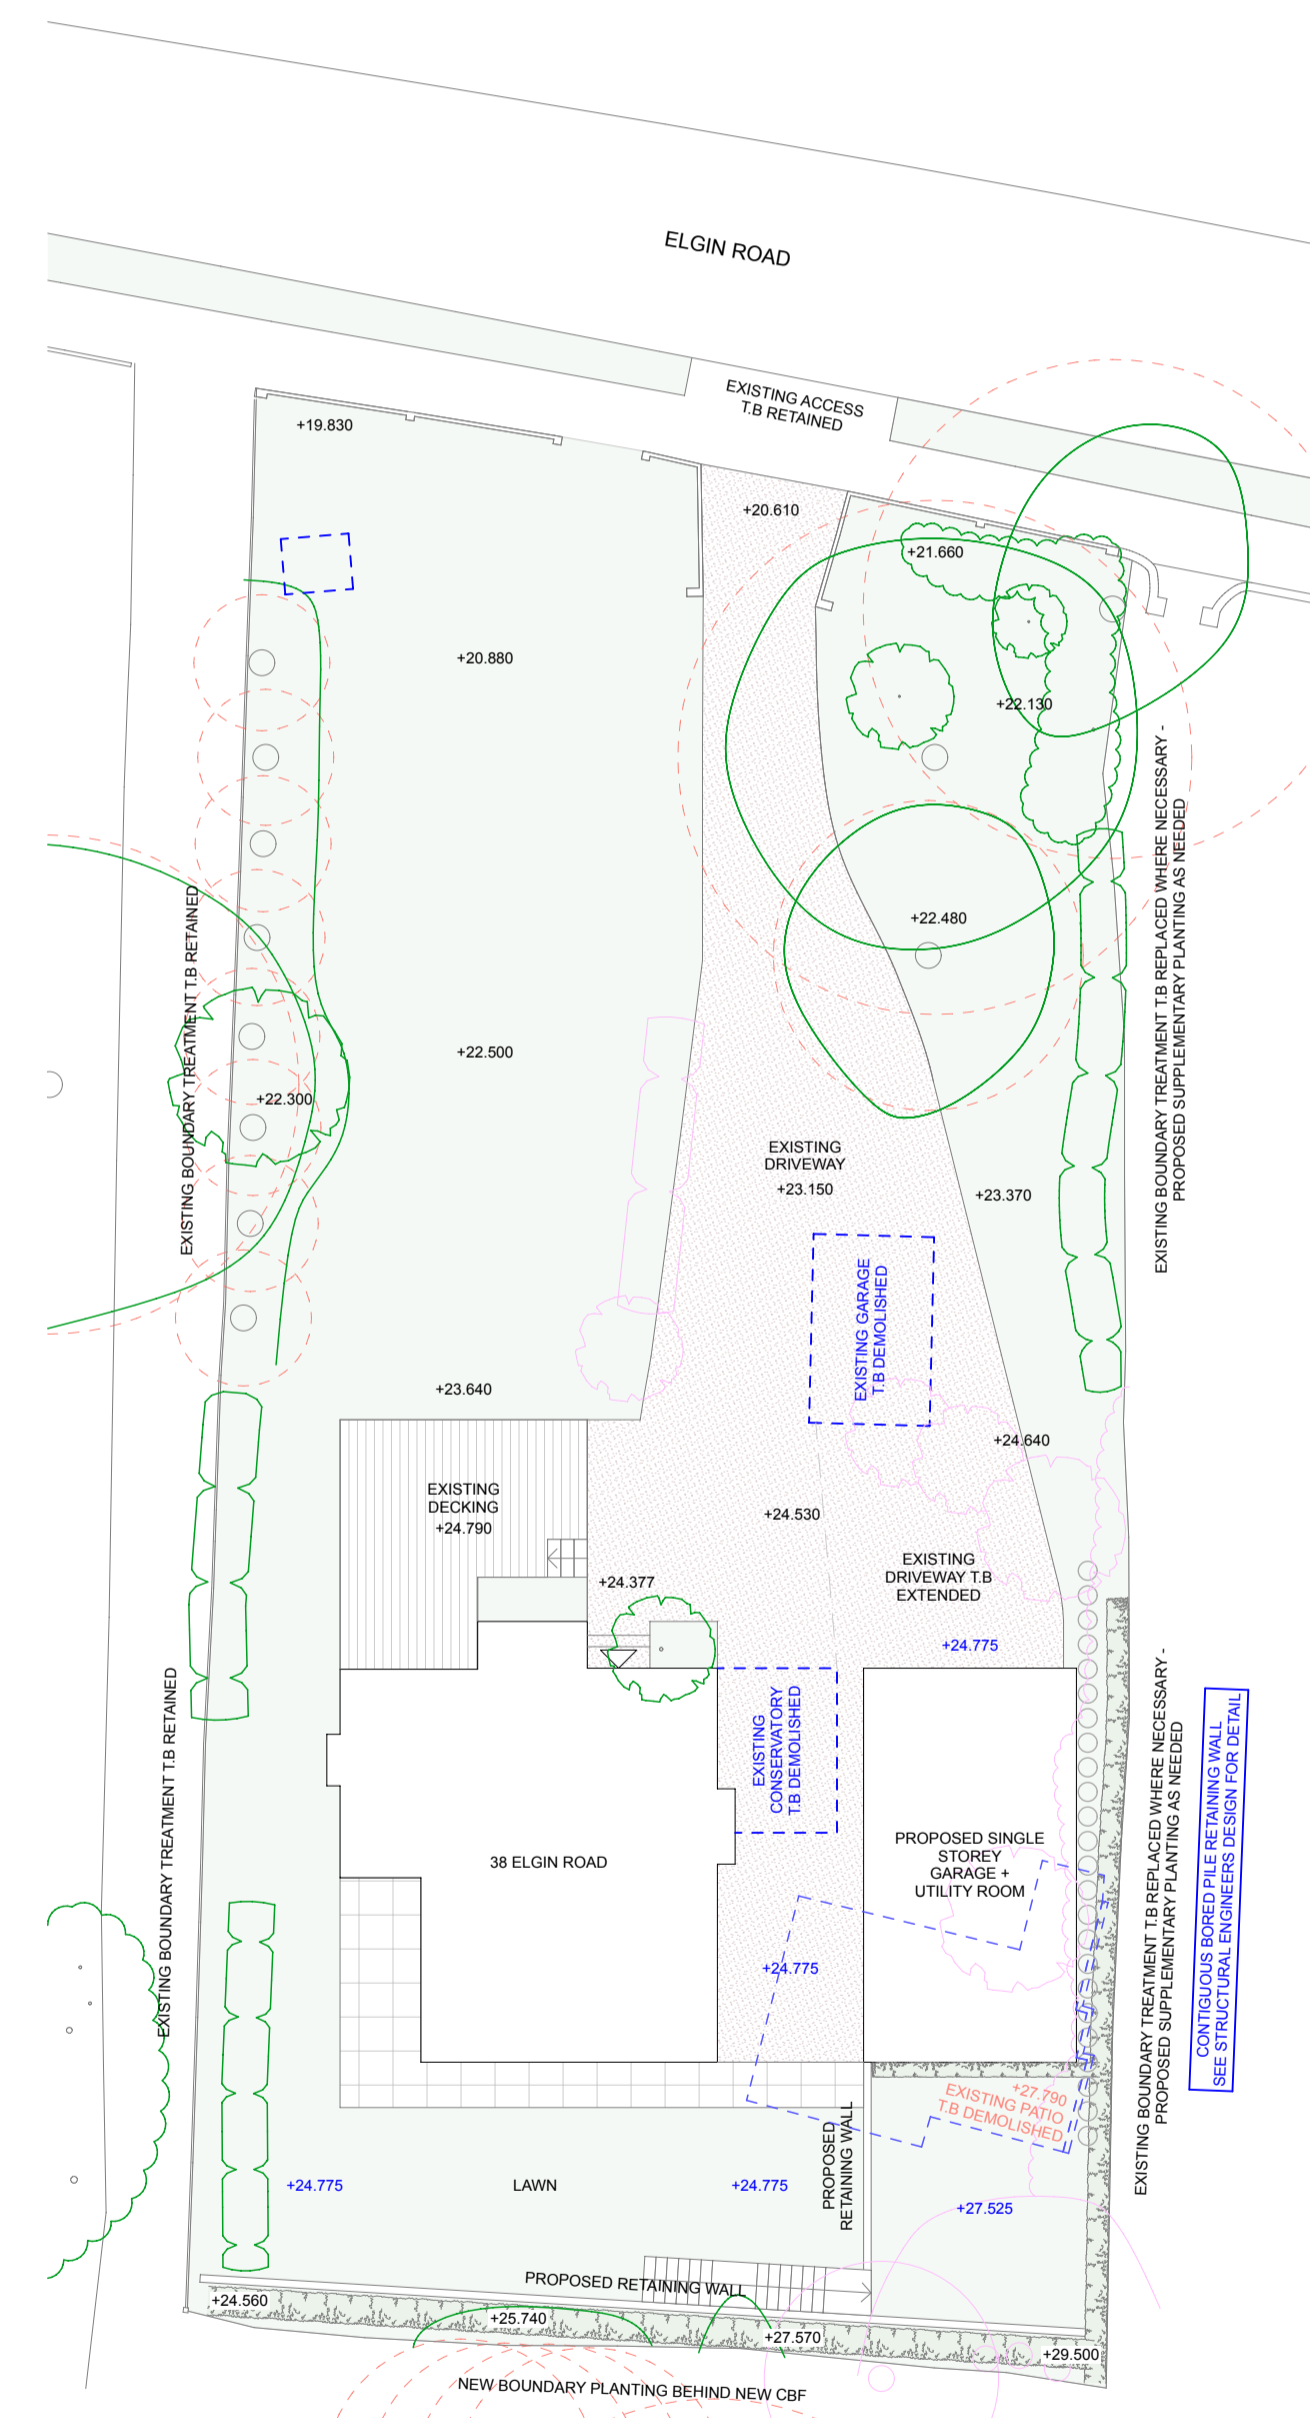 ELGIN ROAD
EXISTING ACCESS
T.B RETAINED
+19.830
+20.610
+21.660
+20.880
+22.130
EXISTING BOUNDARY TREATMENT T.B REPLACED WHERE NECESSARY -
PROPOSED SUPPLEMENTARY PLANTING AS NEEDED
EXISTING BOUNDARY TREATMENT T.B RETAINED
+22.480
+22.500
+22.300
EXISTING
DRIVEWAY
+23.150
+23.370
EXISTING GARAGE
T.B DEMOLISHED
+23.640
+24.640
EXISTING
DECKING
+24.790
+24.530
EXISTING
DRIVEWAY T.B
EXTENDED
+24.377
+24.775
EXISTING BOUNDARY TREATMENT T.B RETAINED
EXISTING
CONSERVATORY
T.B DEMOLISHED
38 ELGIN ROAD
PROPOSED SINGLE
STOREY
GARAGE +
UTILITY ROOM
EXISTING BOUNDARY TREATMENT T.B REPLACED WHERE NECESSARY -
PROPOSED SUPPLEMENTARY PLANTING AS NEEDED
CONTIGUOUS BORED PILE RETAINING WALL
SEE STRUCTURAL ENGINEERS DESIGN FOR DETAIL
+24.775
+27.790
EXISTING PATIO
T.B DEMOLISHED
PROPOSED
RETAINING WALL
+24.775
LAWN
+24.775
+27.525
PROPOSED RETAINING WALL
+24.560
+25.740
+27.570
+29.500
NEW BOUNDARY PLANTING BEHIND NEW CBF